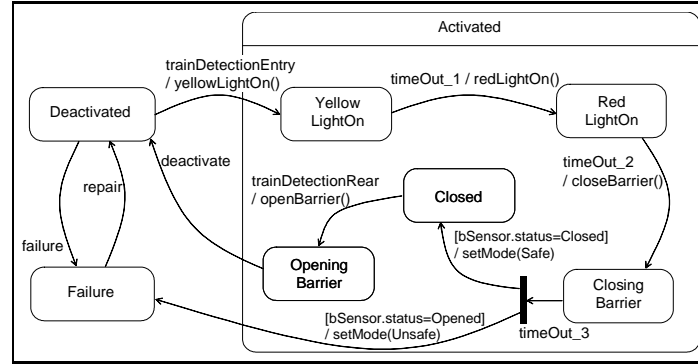 Activated
trainDetectionEntry
/ yellowLightOn()
timeOut_1 / redLightOn()
Deactivated
Yellow
LightOn
Red
LightOn
deactivate
timeOut_2
/ closeBarrier()
repair
trainDetectionRear
/ openBarrier()
Closed
failure
[bSensor.status=Closed]
/ setMode(Safe)
Opening
Barrier
Failure
Closing
Barrier
[bSensor.status=Opened]
/ setMode(Unsafe)
timeOut_3